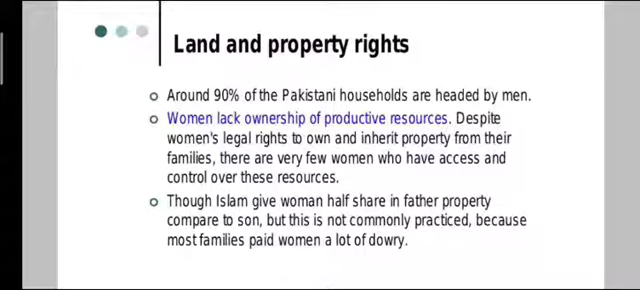 Land and property rights
Around 90% of the Pakistani households are headed by men.
Women lack ownership of productive resources. Despite
women's legal rights to own and inherit property from their
families, there are very few women who have access and
control over these resources.
Though Islam give woman half share in father property
compare to son, but this is not commonly practiced, because
most families paid women a lot of dowry.